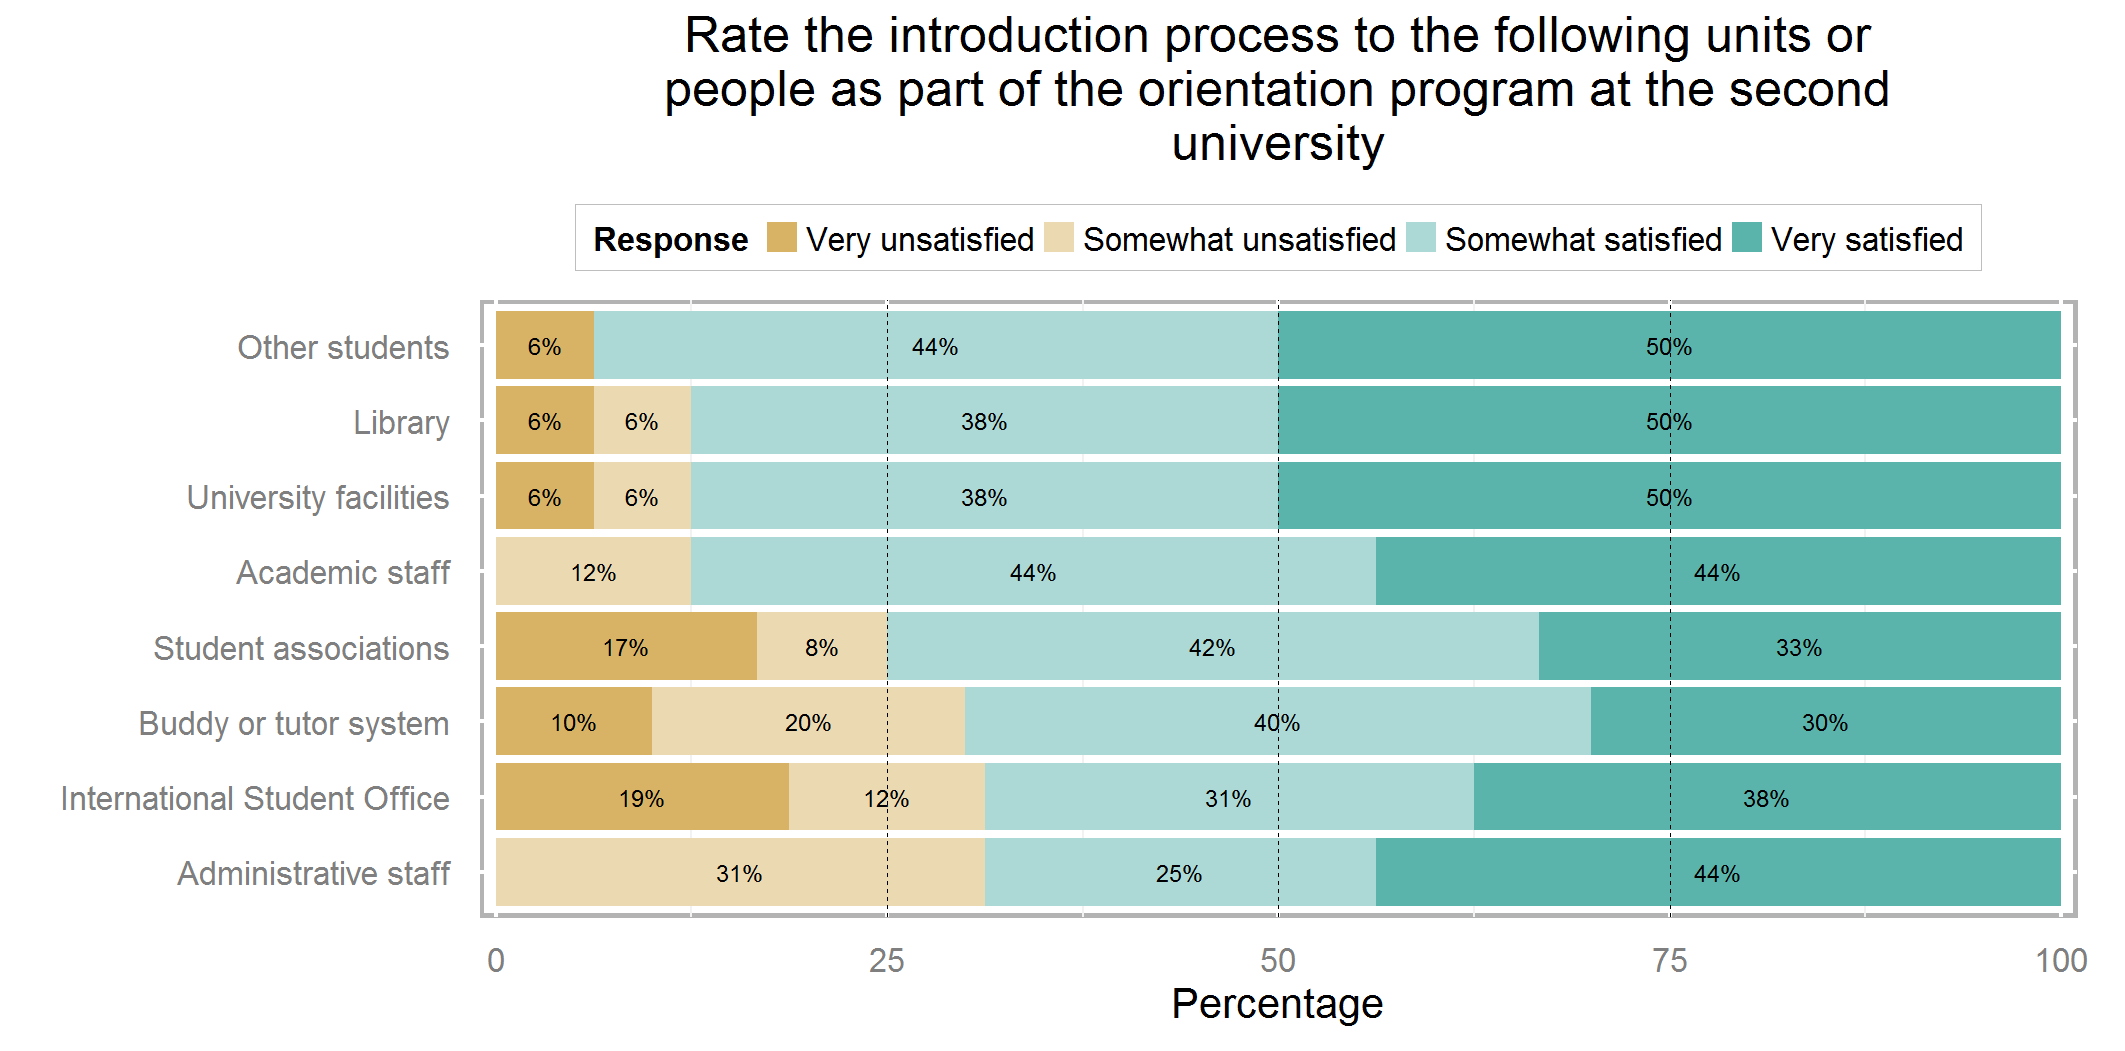 Rate the introduction process to the following units or
people as part of the orientation program at the second
university
Response Very unsatisfied Somewhat unsatisfied Somewhat satisfied Very satisfied
Other students 6% 44% 50%
Library 6% 6% 38% 50%
University facilities 6% 6% 38% 50%
Academic staff 12% 44% 44%
Student associations 17% 8% 42% 33%
Buddy or tutor system 10% 20% 40% 30%
International Student Office 19% 12% 31% 38%
Administrative staff 31% 25% 44%
0 25 50 75 100
Percentage